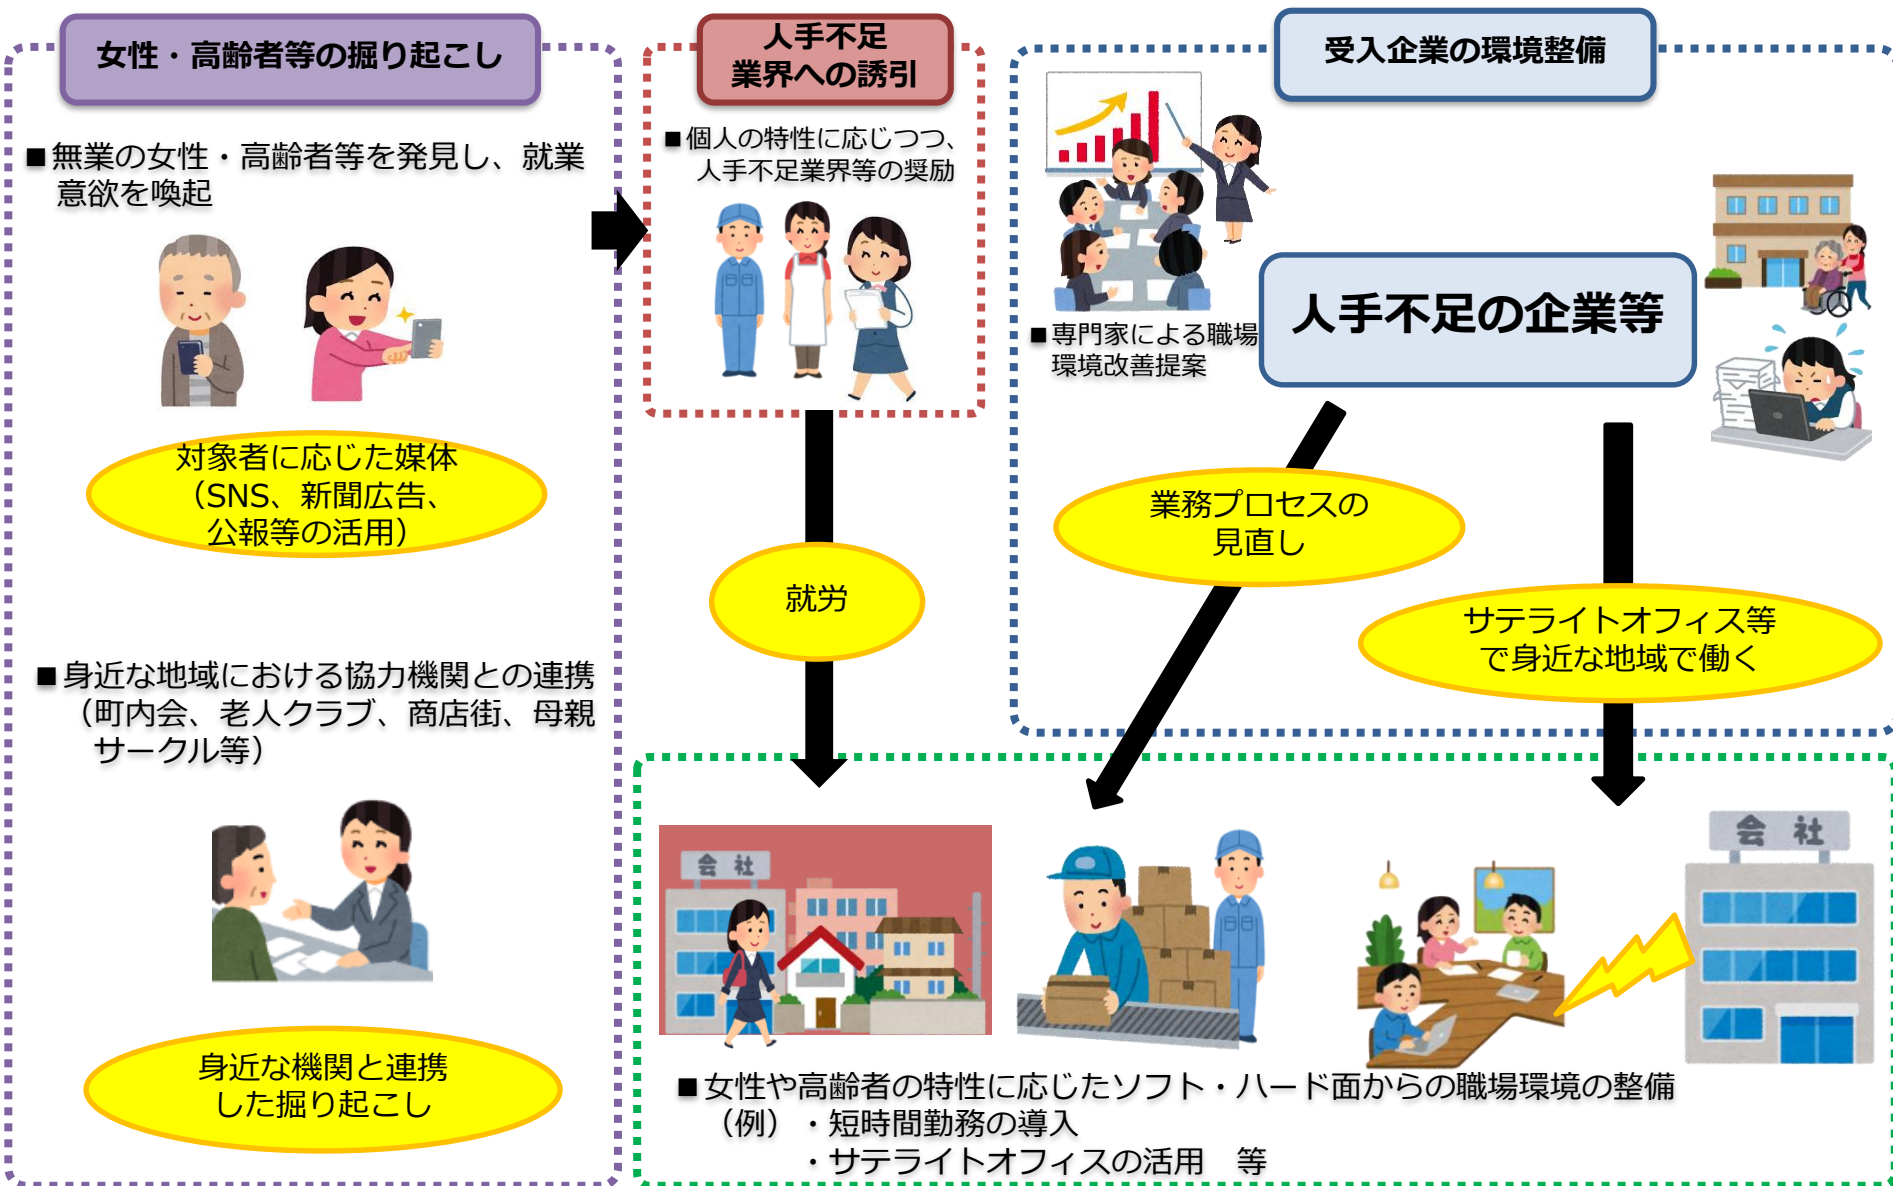 女性・高齢者等の掘り起こし
■無業の女性・高齢者等を発見し、就業
意欲を喚起
対象者に応じた媒体
（SNS、新聞広告、
公報等の活用）
■身近な地域における協力機関との連携
（町内会、老人クラブ、商店街、母親
サークル等）
身近な機関と連携
した掘り起こし
人手不足
業界への誘引
■個人の特性に応じつつ、
人手不足業界等の奨励
就労
受入企業の環境整備
■専門家による職場
環境改善提案
人手不足の企業等
業務プロセスの
見直し
サテライトオフィス等
で身近な地域で働く
会社
会社
■女性や高齢者の特性に応じたソフト・ハード面からの職場環境の整備
（例）・短時間勤務の導入
・サテライトオフィスの活用　等